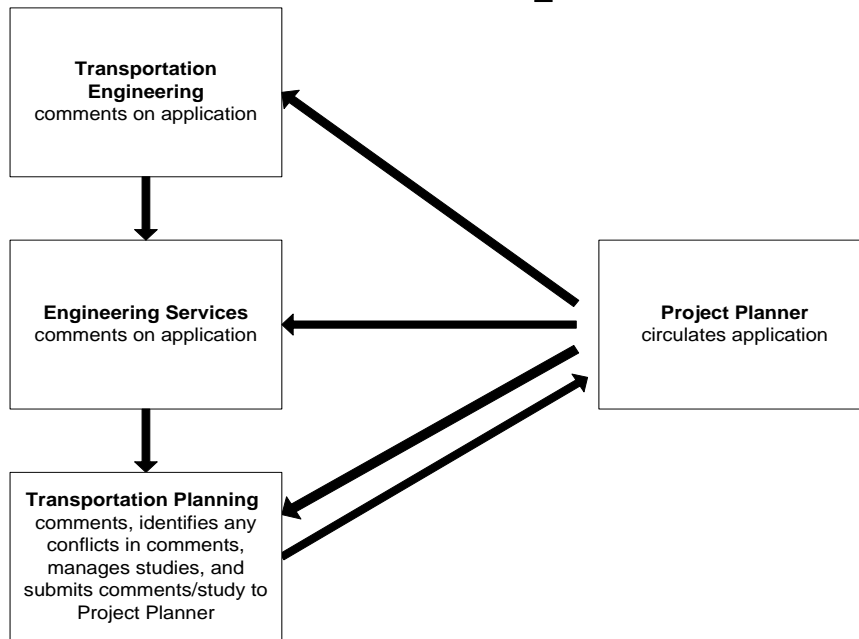 Transportation
Engineering
comments on application
Engineering Services
comments on application
Project Planner
circulates application
Transportation Planning
comments, identifies any
conflicts in comments,
manages studies, and
submits comments/study to
Project Planner